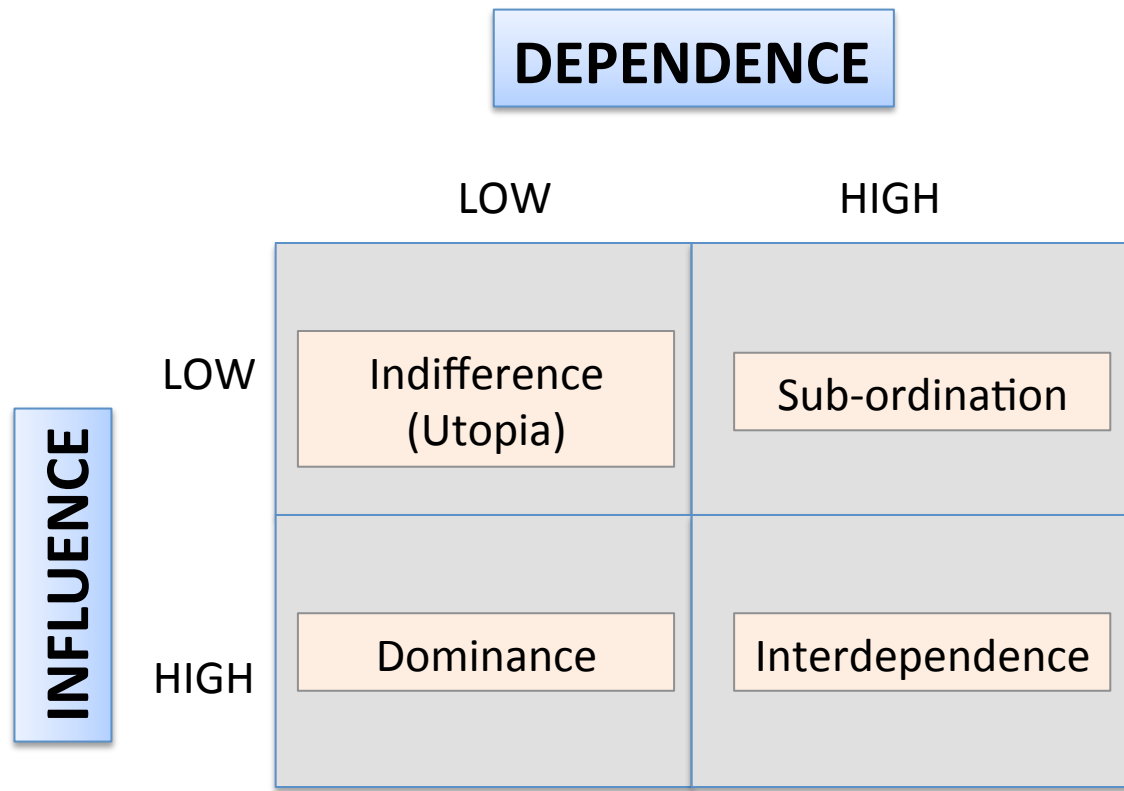 DEPENDENCE
LOW
HIGH
LOW
Indifference
(Utopia)
Sub-ordination
INFLUENCE
HIGH
Dominance
Interdependence